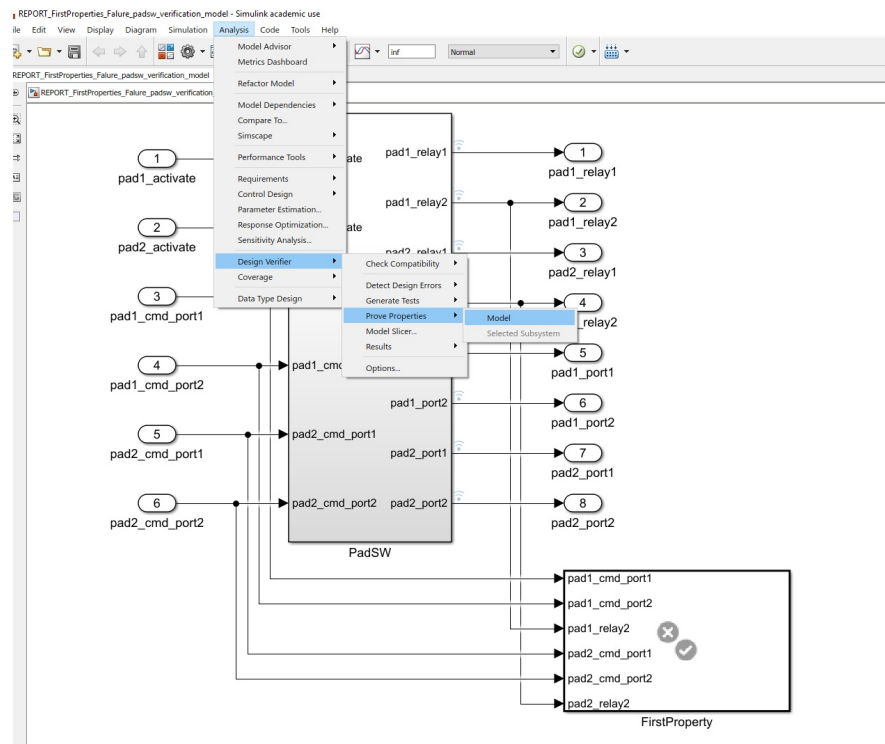 REPORT_FirstProperties_Falure_padsw_verification_model - Simulink academic use
File Edit View Display Diagram Simulation Analysis Code Tools Help
inf
Normal
REPORT_FirstProperties_Falure_padsw_verification_model
REPORT_FirstProperties_Falure_padsw_verification
Model Advisor
Metrics Dashboard
Refactor Model
Model Dependencies
Compare To...
Simscape
Performance Tools
Requirements
Control Design
Parameter Estimation...
Response Optimization...
Sensitivity Analysis...
Design Verifier
Coverage
Data Type Design
Check Compatibility
Detect Design Errors
Generate Tests
Prove Properties
Model Slicer...
Results
Options...
Model
Selected Subsystem
1
pad1_activate
2
pad2_activate
3
pad1_cmd_port1
4
pad1_cmd_port2
5
pad2_cmd_port1
6
pad2_cmd_port2
ate
ate
pad1_cmd
pad2_cmd_port1
pad2_cmd_port2
pad1_relay1
pad1_relay2
pad2_relay1
pad1_port2
pad2_port1
pad2_port2
PadSW
1
pad1_relay1
2
pad1_relay2
3
pad2_relay1
4
_relay2
5
pad1_port1
6
pad1_port2
7
pad2_port1
8
pad2_port2
pad1_cmd_port1
pad1_cmd_port2
pad1_relay2
pad2_cmd_port1
pad2_cmd_port2
pad2_relay2
FirstProperty